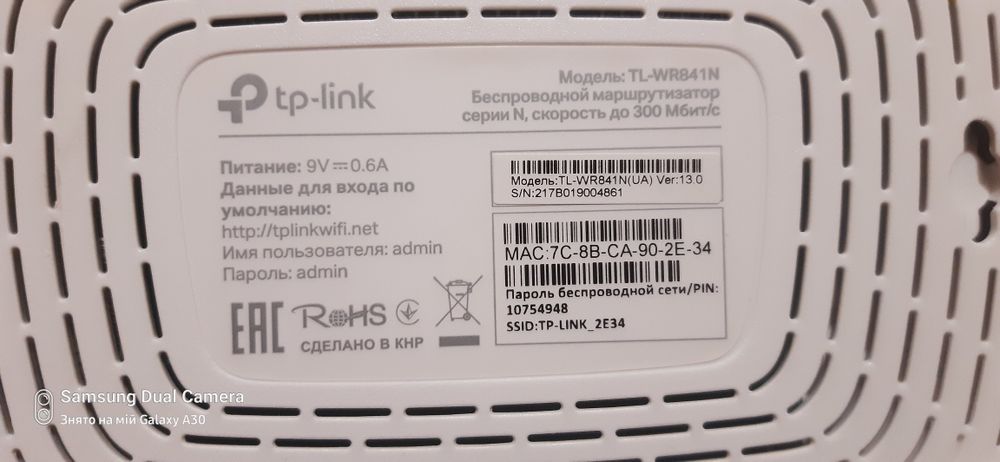 tp-link
Модель: TL-WR841N
Беспроводной маршрутизатор
серии N, скорость до 300 Мбит/с
Питание: 9V⎓0.6A
Данные для входа по
умолчанию:
http://tplinkwifi.net
Имя пользователя: admin
Пароль: admin
Модель:TL-WR841N(UA) Ver:13.0
S/N:217B019004861
MAC:7C-8B-CA-90-2E-34
Пароль беспроводной сети/PIN:
10754948
SSID:TP-LINK_2E34
EAC RoHS
СДЕЛАНО В КНР
Samsung Dual Camera
Знято на мій Galaxy A30